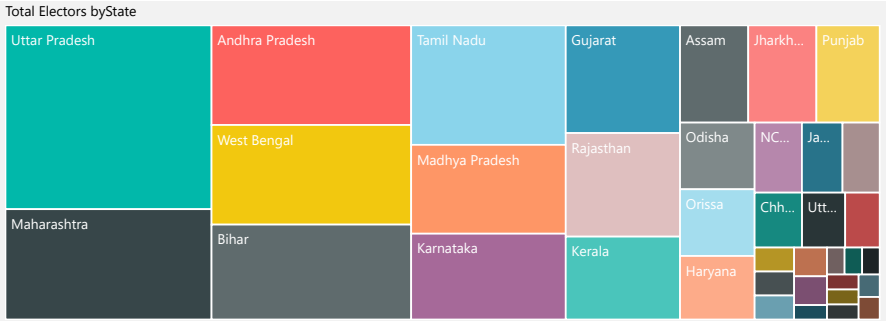 Total Electors byState
Uttar Pradesh
Maharashtra
Andhra Pradesh
West Bengal
Bihar
Tamil Nadu
Madhya Pradesh
Karnataka
Gujarat
Rajasthan
Kerala
Assam
Jharkh...
Punjab
Odisha
Orissa
Haryana
NC...
Ja...
Chh...
Utt...